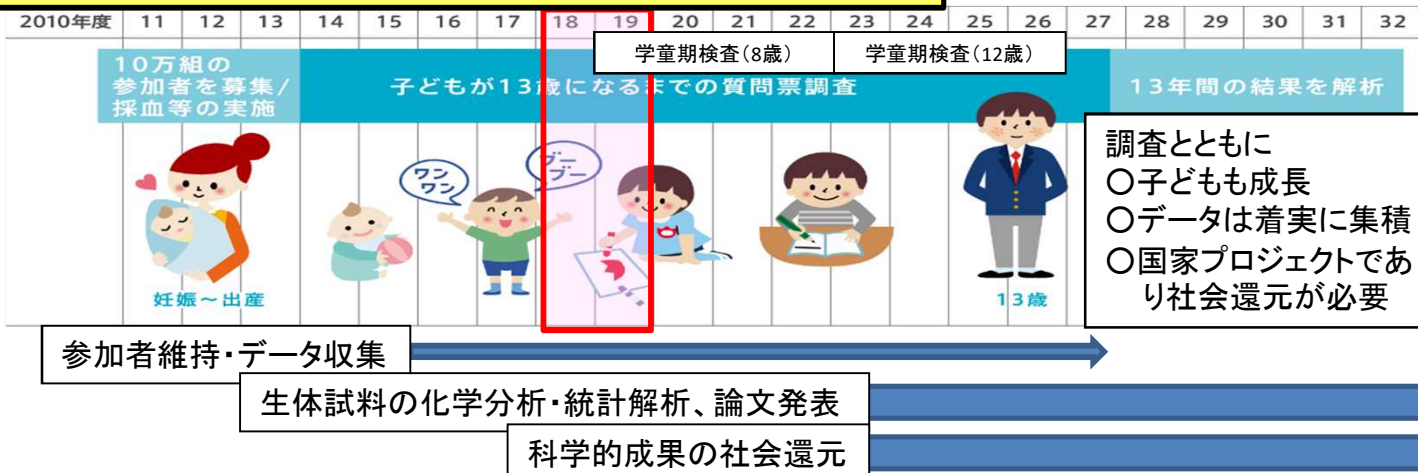 2010年度 11 12 13 14 15 16 17 18 19 20 21 22 23 24 25 26 27 28 29 30 31 32
学童期検査(8歳) 学童期検査(12歳)
10万組の
参加者を募集/
採血等の実施
子どもが13歳になるまでの質問票調査
13年間の結果を解析
ワン
ワン
ブー
ブー
妊娠~出産
13歳
調査とともに
○子どもも成長
○データは着実に集積
○国家プロジェクトであ
り社会還元が必要
参加者維持・データ収集
生体試料の化学分析・統計解析、論文発表
科学的成果の社会還元